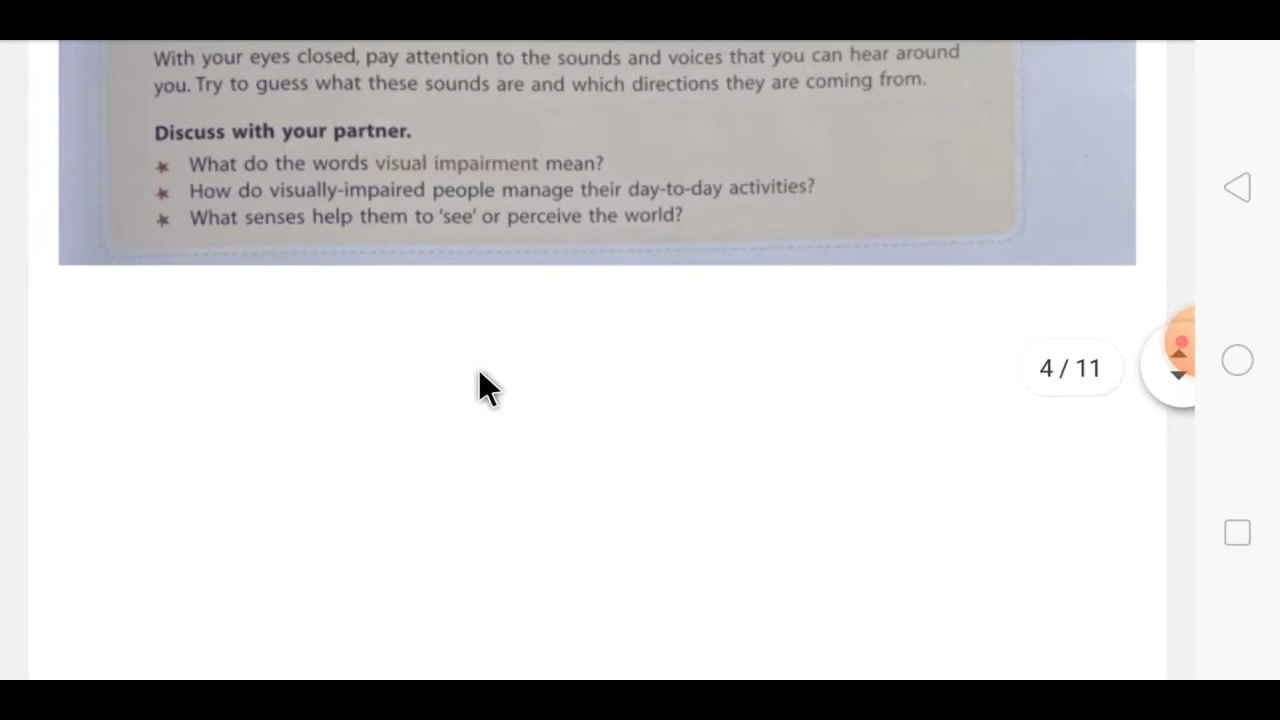 With your eyes closed, pay attention to the sounds and voices that you can hear around
you. Try to guess what these sounds are and which directions they are coming from.
Discuss with your partner.
★ What do the words visual impairment mean?
★ How do visually-impaired people manage their day-to-day activities?
★ What senses help them to 'see' or perceive the world?
4 / 11